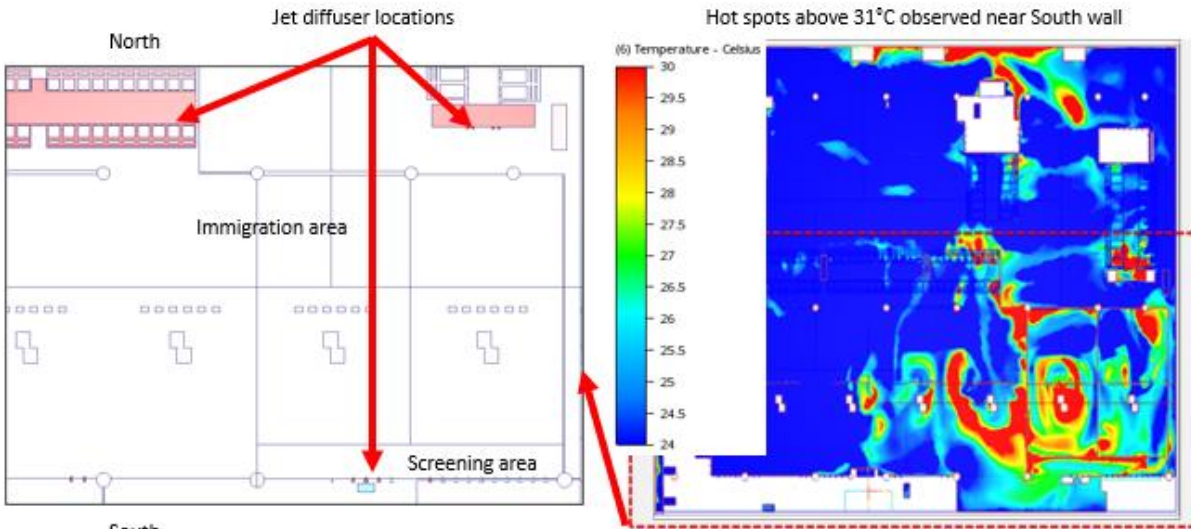 Jet diffuser locations
Hot spots above 31°C observed near South wall
North
(6) Temperature - Celsius
30
29.5
29
28.5
28
27.5
27
26.5
26
25.5
25
24.5
24
Immigration area
Screening area
South